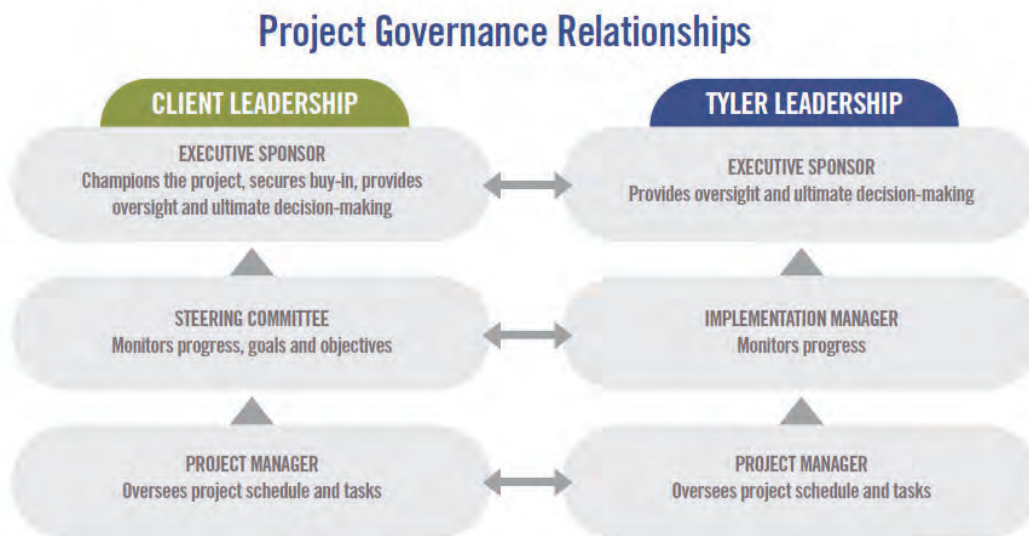 Project Governance Relationships
CLIENT LEADERSHIP
EXECUTIVE SPONSOR
Champions the project, secures buy-in, provides
oversight and ultimate decision-making
STEERING COMMITTEE
Monitors progress, goals and objectives
PROJECT MANAGER
Oversees project schedule and tasks
TYLER LEADERSHIP
EXECUTIVE SPONSOR
Provides oversight and ultimate decision-making
IMPLEMENTATION MANAGER
Monitors progress
PROJECT MANAGER
Oversees project schedule and tasks